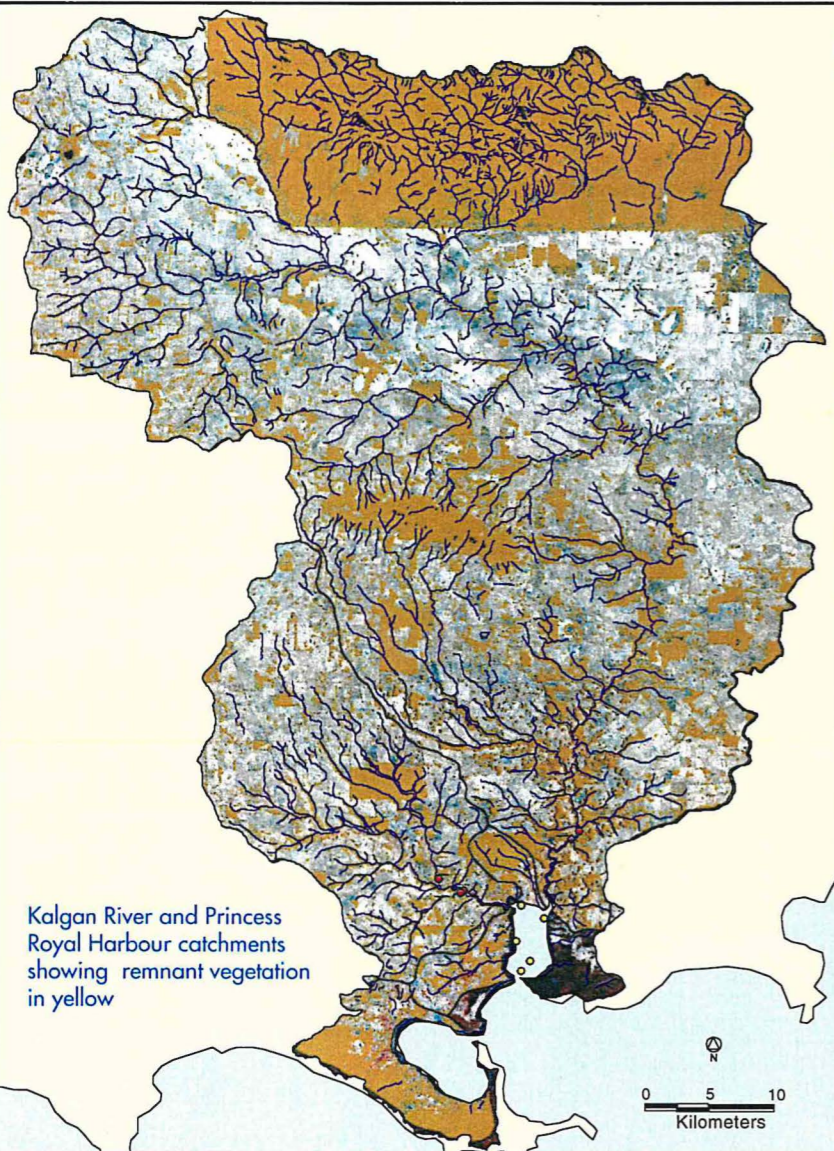 Kalgan River and Princess
Royal Harbour catchments
showing remnant vegetation
in yellow
N
0 5 10
Kilometers